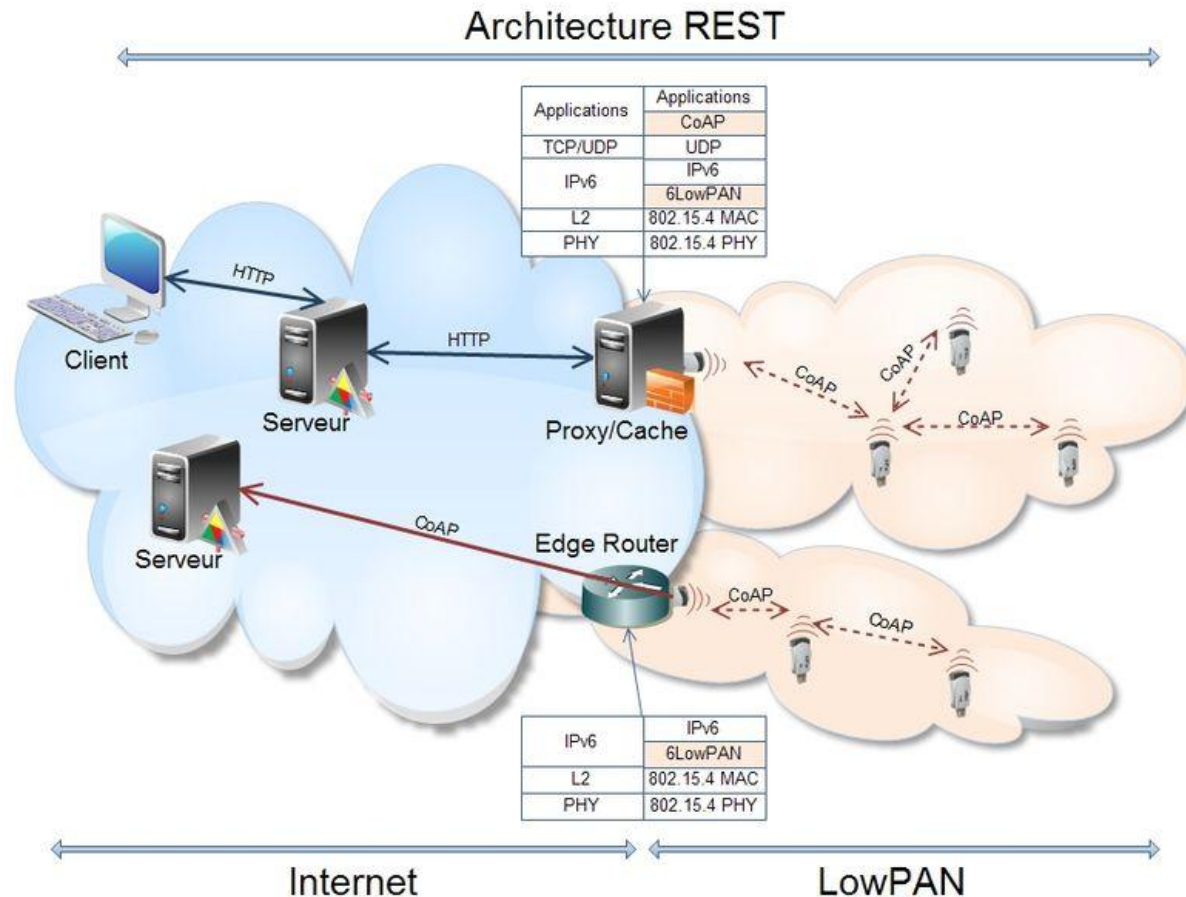 Architecture REST
Applications
Applications
CoAP
TCP/UDP
UDP
IPv6
IPv6
6LowPAN
L2
802.15.4 MAC
PHY
802.15.4 PHY
HTTP
Client
HTTP
Serveur
Proxy/Cache
CoAP
CoAP
CoAP
Serveur
CoAP
Edge Router
CoAP
CoAP
IPv6
IPv6
6LowPAN
L2
802.15.4 MAC
PHY
802.15.4 PHY
Internet
LowPAN